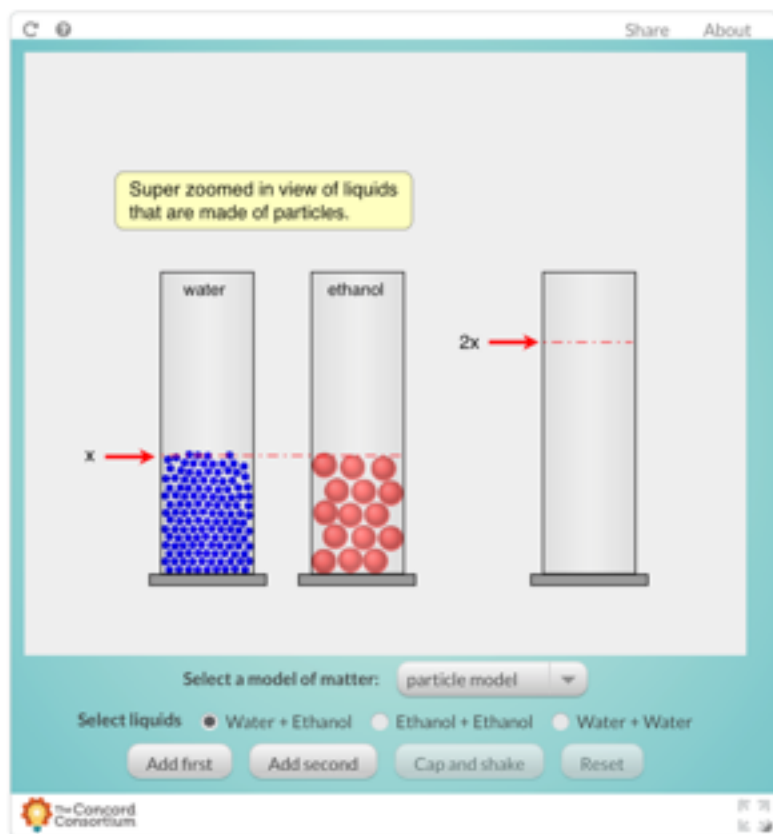 Share About
Super zoomed in view of liquids
that are made of particles.
water ethanol
2x
x
Select a model of matter: particle model
Select liquids Water + Ethanol Ethanol + Ethanol Water + Water
Add first Add second Cap and shake Reset
The Concord
Consortium